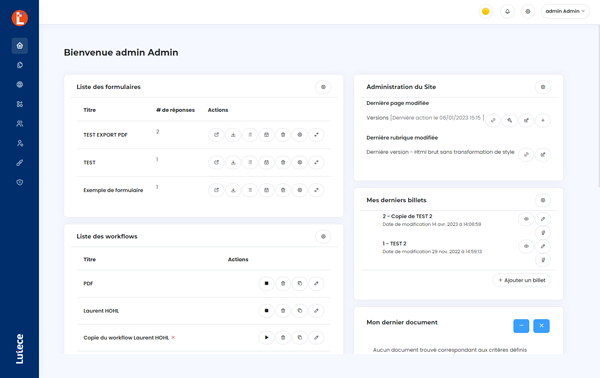 admin Admin
Bienvenue admin Admin
Liste des formulaires
Titre # de réponses Actions
TEST EXPORT PDF 2
TEST 1
Exemple de formulaire 1
Liste des workflows
Titre Actions
PDF
Laurent HOHL
Copie du workflow Laurent HOHL
Administration du Site
Dernière page modifiée
Versions [Dernière action le 06/01/2023 15:15 ]
Dernière rubrique modifiée
Dernière version - Html brut sans transformation de style
Mes derniers billets
2 - Copie de TEST 2
Date de modification 14 avr. 2023 à 14:08:59
1 - TEST 2
Date de modification 29 nov. 2022 à 14:59:13
+ Ajouter un billet
Mon dernier document
Aucun document trouvé correspondant aux critères définis
Lutece